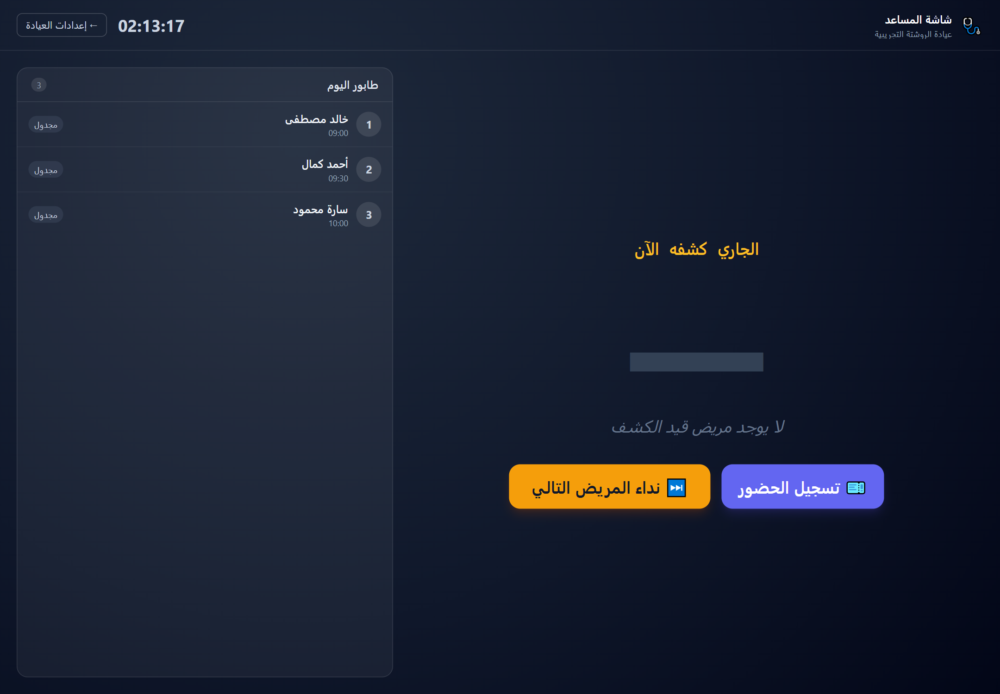 شاشة المساعد
عيادة الروشتة التجريبية
02:13:17
← إعدادات العيادة
الجاري كشفه الآن
لا يوجد مريض قيد الكشف
تسجيل الحضور
نداء المريض التالي
طابور اليوم
3
1
خالد مصطفى
09:00
مجدول
2
أحمد كمال
09:30
مجدول
3
سارة محمود
10:00
مجدول